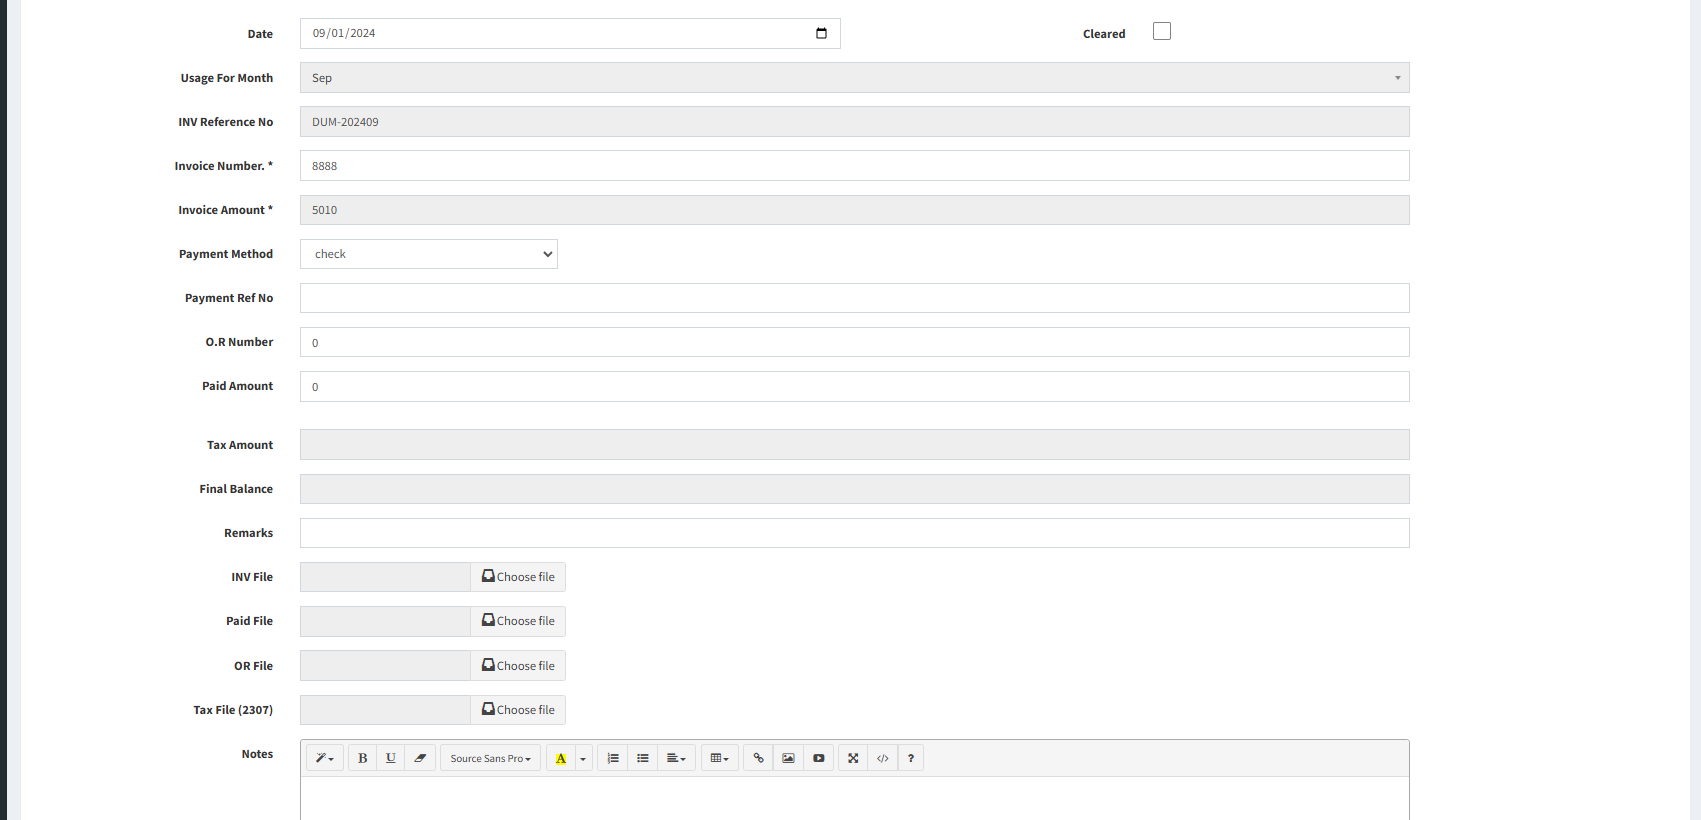 Date 09/01/2024 Cleared
Usage For Month Sep
INV Reference No DUM-202409
Invoice Number. * 8888
Invoice Amount * 5010
Payment Method check
Payment Ref No
O.R Number 0
Paid Amount 0
Tax Amount
Final Balance
Remarks
INV File Choose file
Paid File Choose file
OR File Choose file
Tax File (2307) Choose file
Notes B U Source Sans Pro A </> ?